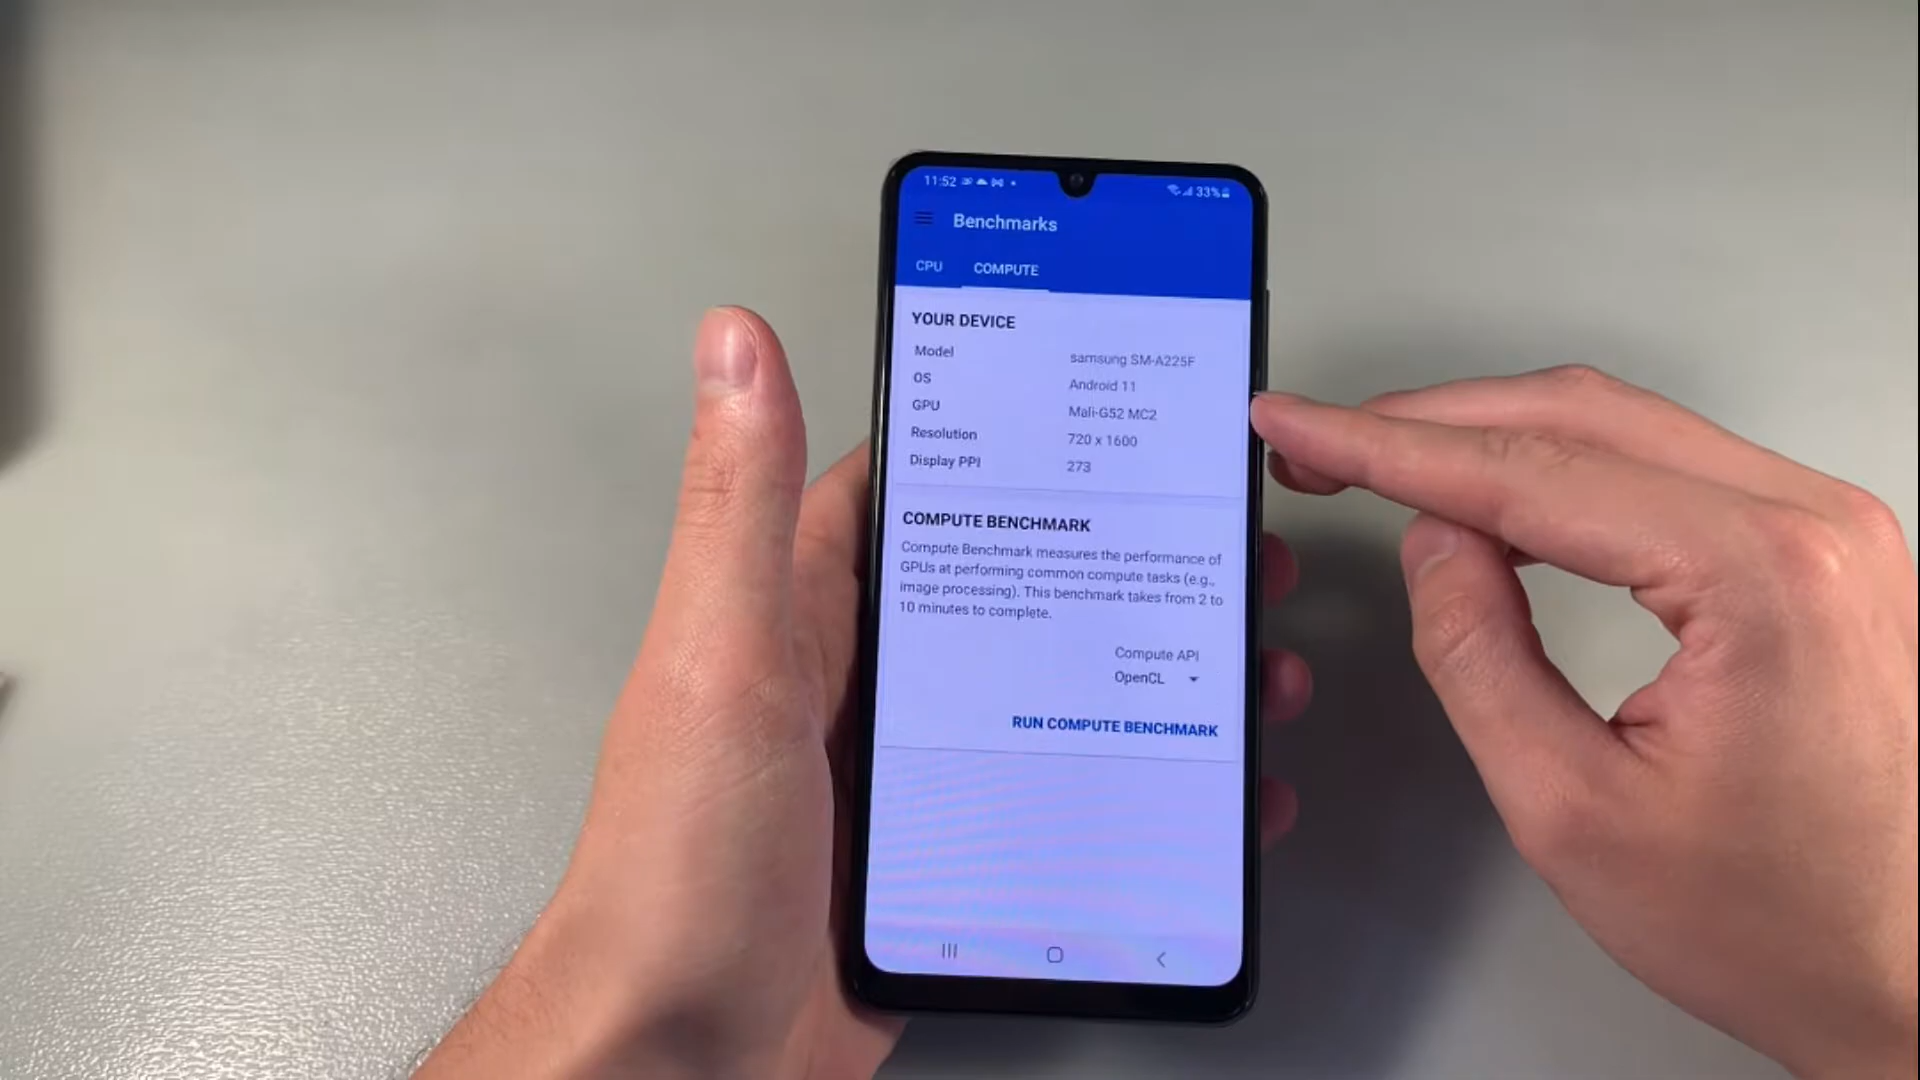 11:52
33%
Benchmarks
CPU COMPUTE
YOUR DEVICE
Model samsung SM-A225F
OS Android 11
GPU Mali-G52 MC2
Resolution 720 x 1600
Display PPI 273
COMPUTE BENCHMARK
Compute Benchmark measures the performance of
GPUs at performing common compute tasks (e.g.,
image processing). This benchmark takes from 2 to
10 minutes to complete.
Compute API
OpenCL
RUN COMPUTE BENCHMARK